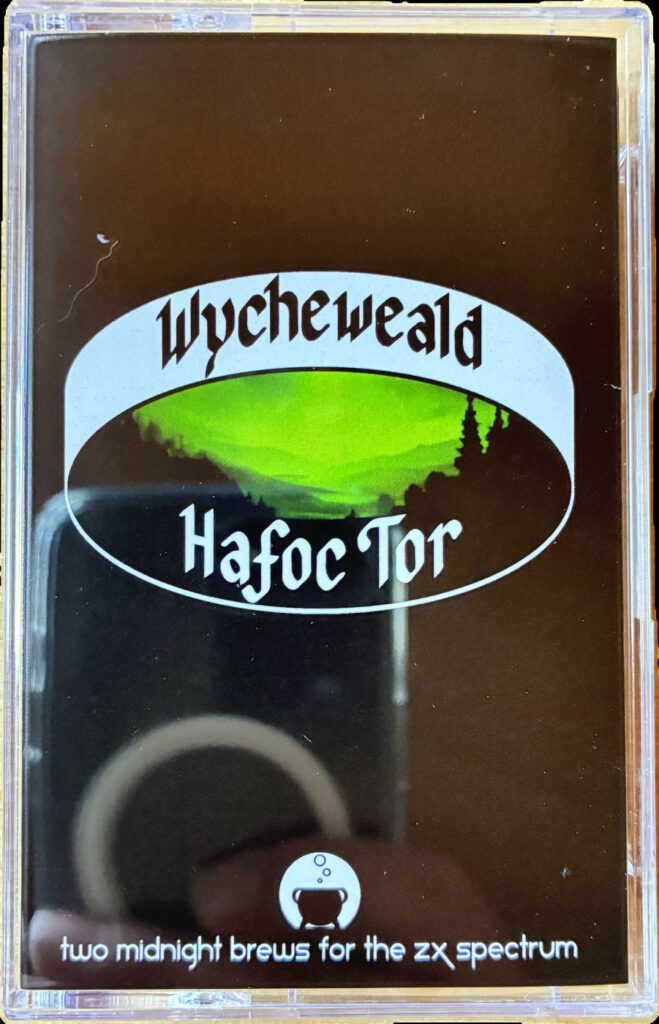 Wycheweald
Hafoc Tor
two midnight brews for the zx spectrum